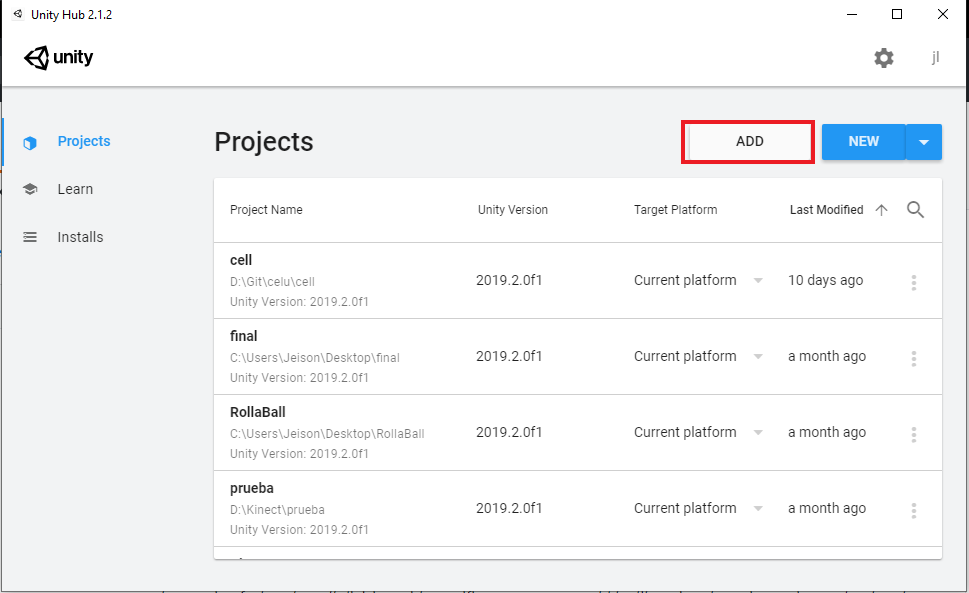 Unity Hub 2.1.2
unity
jl
Projects
Learn
Installs
Projects
ADD
NEW
Project Name Unity Version Target Platform Last Modified
cell
D:\Git\celu\cell
Unity Version: 2019.2.0f1
2019.2.0f1 Current platform 10 days ago
final
C:\Users\Jeison\Desktop\final
Unity Version: 2019.2.0f1
2019.2.0f1 Current platform a month ago
RollaBall
C:\Users\Jeison\Desktop\RollaBall
Unity Version: 2019.2.0f1
2019.2.0f1 Current platform a month ago
prueba
D:\Kinect\prueba
Unity Version: 2019.2.0f1
2019.2.0f1 Current platform a month ago